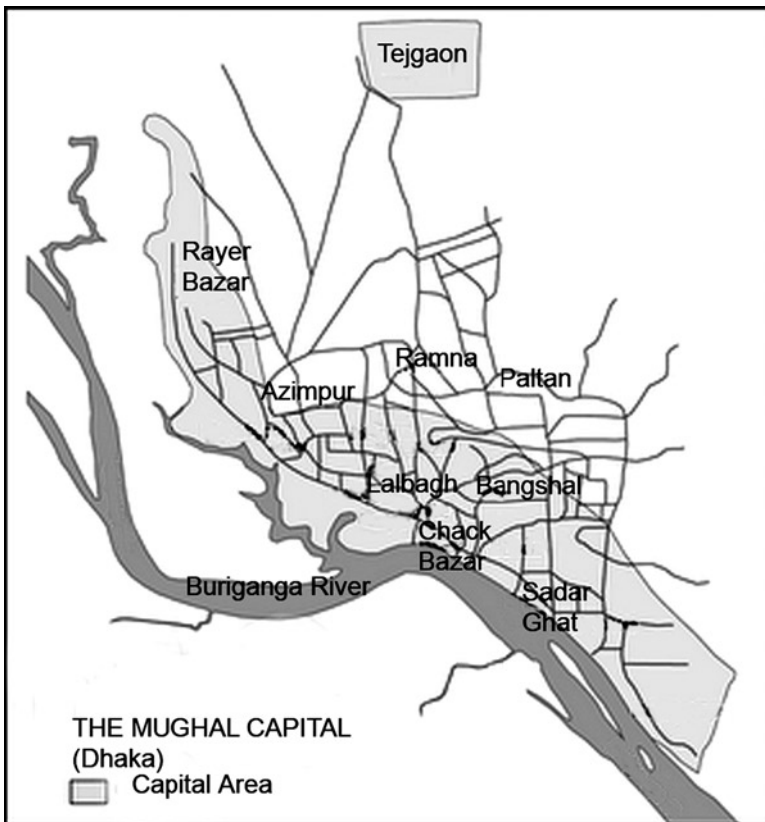 Tejgaon
Rayer
Bazar
Ramna
Paltan
Azimpur
Lalbagh
Bangshal
Chack
Bazar
Buriganga River
Sadar
Ghat
THE MUGHAL CAPITAL
(Dhaka)
Capital Area